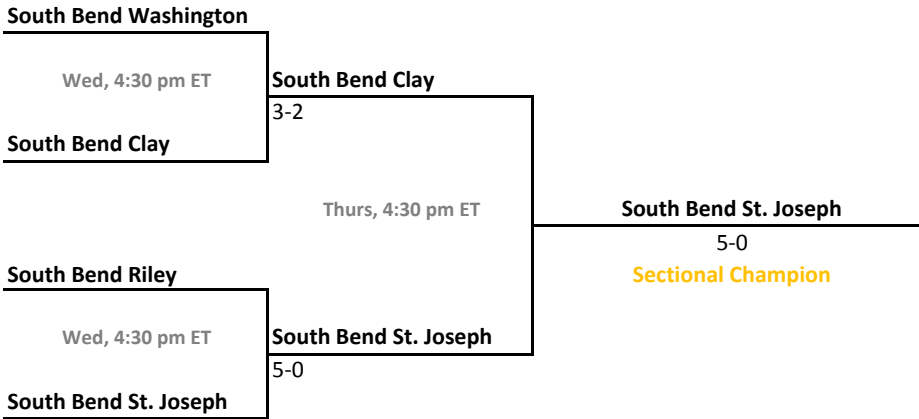 South Bend Washington
Wed, 4:30 pm ET
South Bend Clay
3-2
South Bend Clay
Thurs, 4:30 pm ET
South Bend St. Joseph
5-0
Sectional Champion
South Bend Riley
Wed, 4:30 pm ET
South Bend St. Joseph
5-0
South Bend St. Joseph